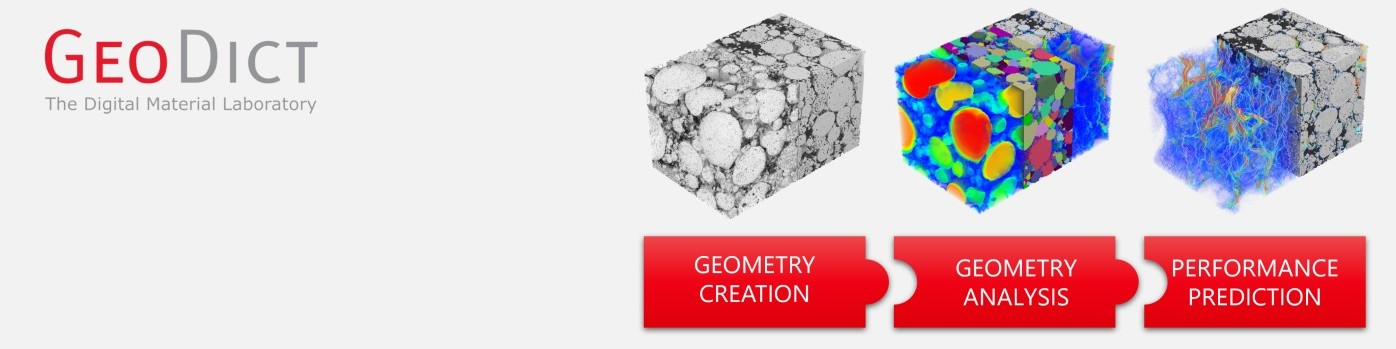 GEODICT
The Digital Material Laboratory
GEOMETRY
CREATION
GEOMETRY
ANALYSIS
PERFORMANCE
PREDICTION